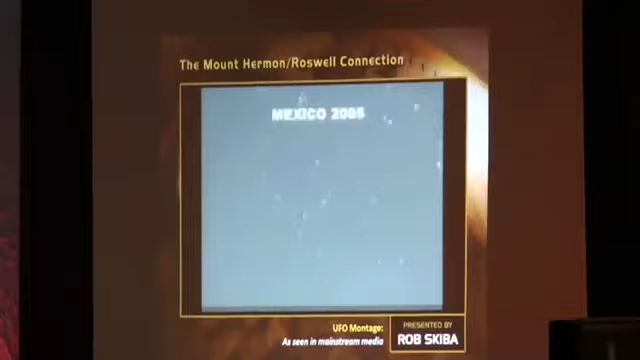 The Mount Hermon/Roswell Connection
MEXICO 2005
UFO Montage:
As seen in mainstream media
PRESENTED BY
ROB SKIBA